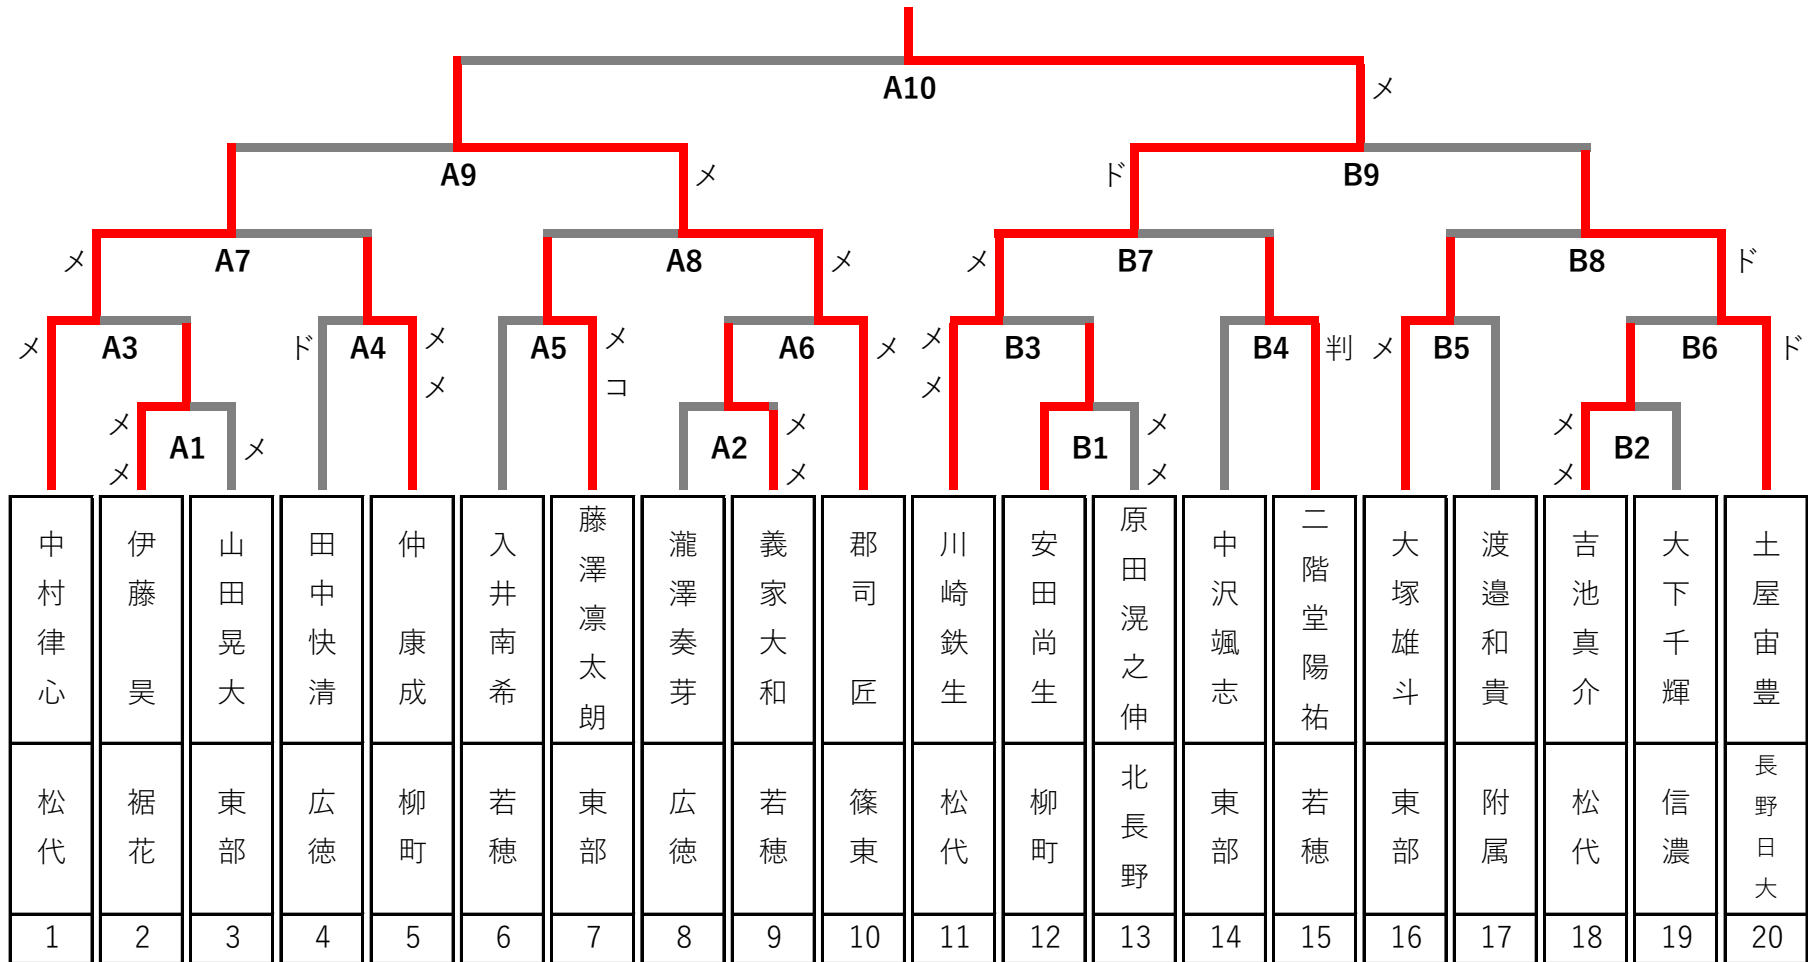 A10
メ
A9
メ
ド
B9
メ
A7
A8
メ
メ
B7
B8
ド
メ
A3
ド
A4
メ
メ
A5
メ
コ
A6
メ
メ
メ
B3
B4
判
メ
B5
B6
ド
メ
メ
A1
メ
A2
メ
メ
B1
メ
メ
メ
メ
B2
中村律心
伊藤 昊
山田晃大
田中快清
仲 康成
入井南希
藤澤凛太朗
瀧澤奏芽
義家大和
郡司 匠
川崎鉄生
安田尚生
原田滉之伸
中沢颯志
二階堂陽祐
大塚雄斗
渡邉和貴
吉池真介
大下千輝
土屋宙豊
松代
裾花
東部
広徳
柳町
若穂
東部
広徳
若穂
篠東
松代
柳町
北長野
東部
若穂
東部
附属
松代
信濃
長野日大
1 2 3 4 5 6 7 8 9 10 11 12 13 14 15 16 17 18 19 20